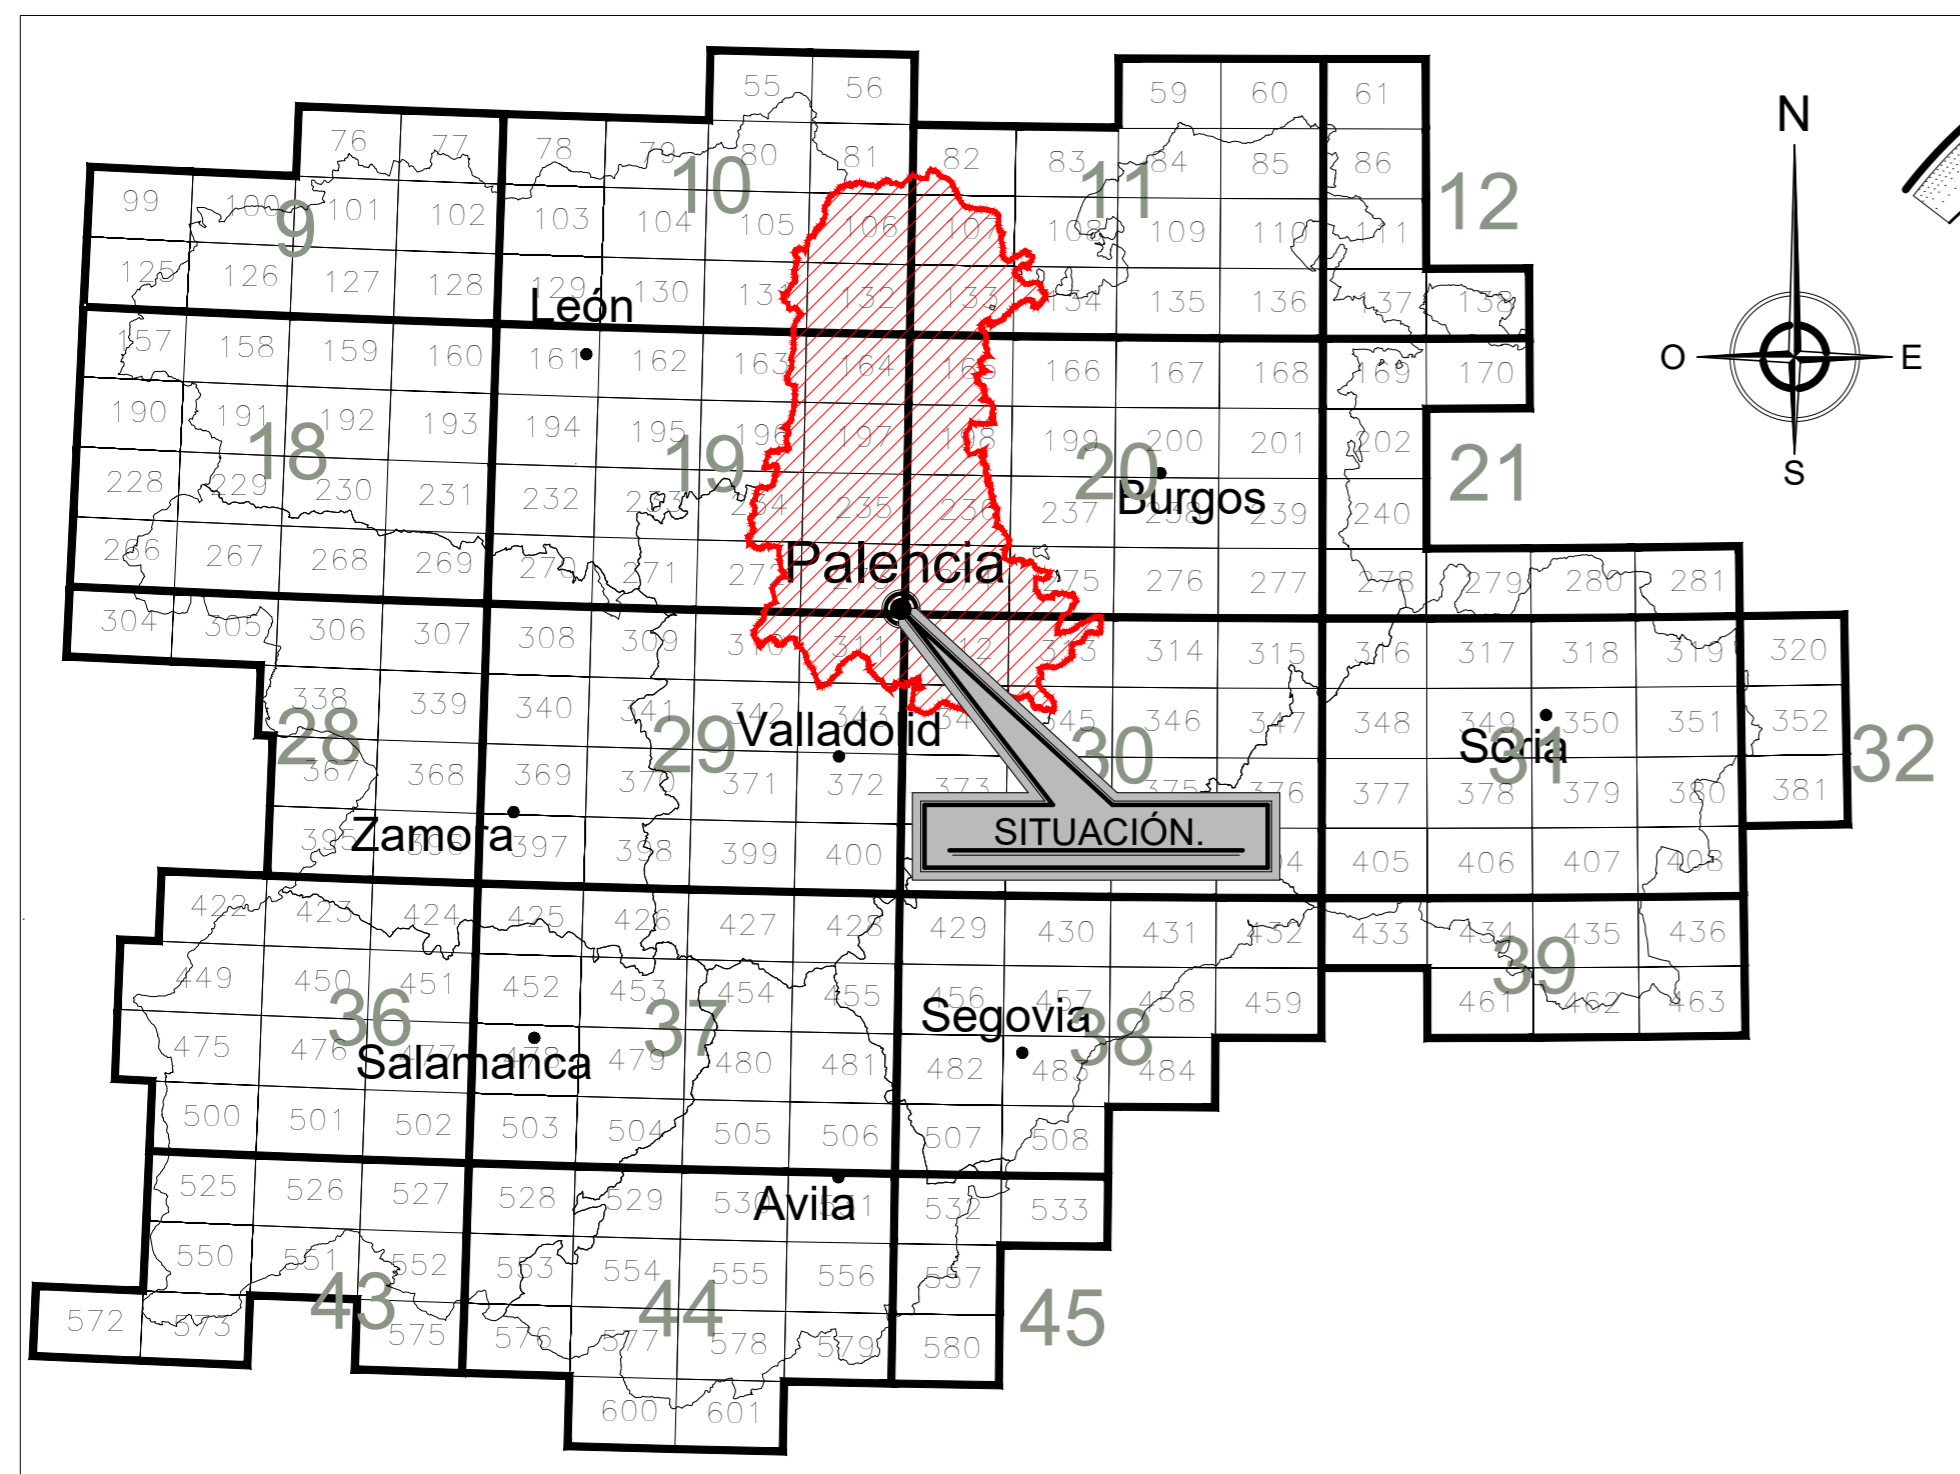 55 56 59 60 61
76 77 78 79 80 81 82 83 84 85 86
N
99 100 101 102 103 104 105 106 107 108 109 110 111
9 10 11 12
125 126 127 128 129 130 131 132 133 134 135 136 137 138
León
O E
157 158 159 160 161 162 163 164 165 166 167 168 169 170
190 191 192 193 194 195 196 197 198 199 200 201 202
18 19 20 21
S
228 229 230 231 232 233 234 235 236 237 238 239 240
Burgos
266 267 268 269 270 271 272 273 274 275 276 277 278 279 280 281
Palencia
304 305 306 307 308 309 310 311 312 313 314 315 316 317 318 319 320
338 339 340 341 342 343 344 345 346 347 348 349 350 351 352
28 29 30 31 32
Valladolid
Soria
367 368 369 370 371 372 373 375 376 377 378 379 380 381
Zamora
SITUACIÓN.
395 396 397 398 399 400 405 406 407 408
422 423 424 425 426 427 428 429 430 431 432 433 434 435 436
449 450 451 452 453 454 455 456 457 458 459 461 462 463
36 37 38 39
Segovia
Salamanca
475 476 477 478 479 480 481 482 483 484
500 501 502 503 504 505 506 507 508
525 526 527 528 529 530 531 532 533
Avila
550 551 552 553 554 555 556 557
43 44 45
572 573 575 576 577 578 579 580
600 601